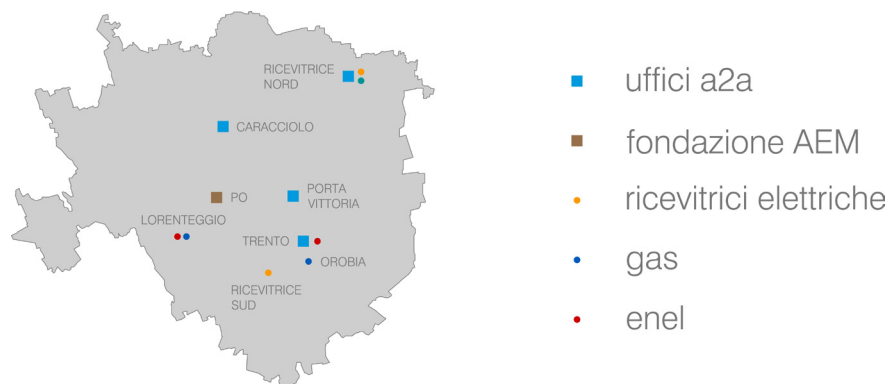 RICEVITRICE
NORD
CARACCIOLO
PO
PORTA
VITTORIA
LORENTEGGIO
TRENTO
OROBIA
RICEVITRICE
SUD
uffici a2a
fondazione AEM
ricevitrici elettriche
gas
enel